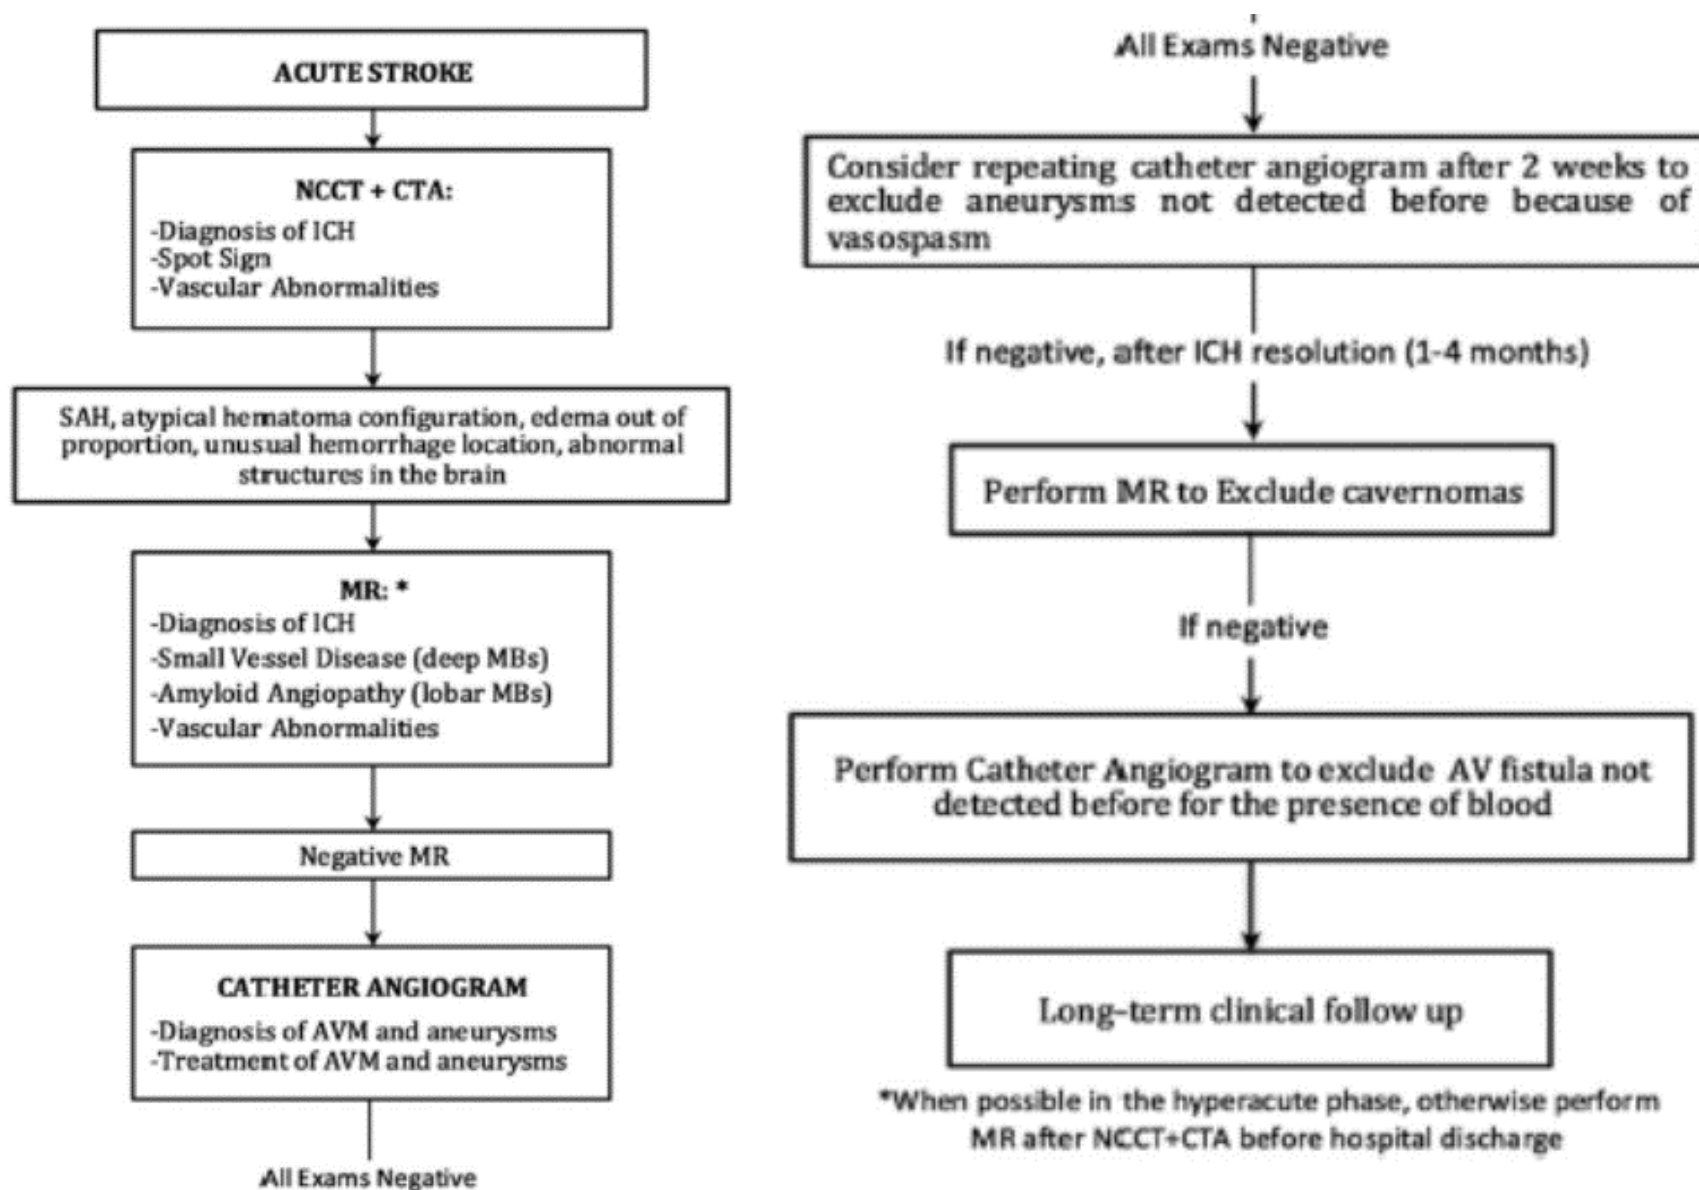 ACUTE STROKE
NCCT + CTA:
-Diagnosis of ICH
-Spot Sign
-Vascular Abnormalities
SAH, atypical hematoma configuration, edema out of
proportion, unusual hemorrhage location, abnormal
structures in the brain
MR: *
-Diagnosis of ICH
-Small Vessel Disease (deep MBs)
-Amyloid Angiopathy (lobar MBs)
-Vascular Abnormalities
Negative MR
CATHETER ANGIOGRAM
-Diagnosis of AVM and aneurysms
-Treatment of AVM and aneurysms
All Exams Negative
All Exams Negative
Consider repeating catheter angiogram after 2 weeks to
exclude aneurysms not detected before because of
vasospasm
If negative, after ICH resolution (1-4 months)
Perform MR to Exclude cavernomas
If negative
Perform Catheter Angiogram to exclude AV fistula not
detected before for the presence of blood
Long-term clinical follow up
*When possible in the hyperacute phase, otherwise perform
MR after NCCT+CTA before hospital discharge